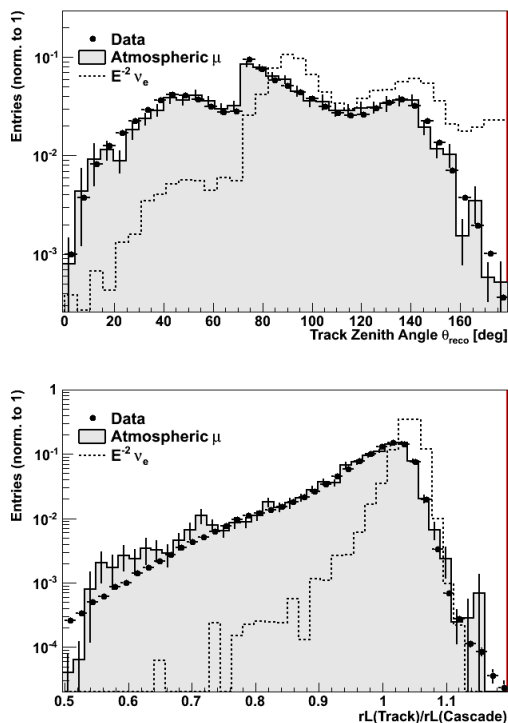 Entries (norm. to 1)
Data
Atmospheric μ
E⁻² νₑ
10⁻¹
10⁻²
10⁻³
0 20 40 60 80 100 120 140 160
Track Zenith Angle θreco [deg]
Entries (norm. to 1)
Data
Atmospheric μ
E⁻² νₑ
1
10⁻¹
10⁻²
10⁻³
10⁻⁴
0.5 0.6 0.7 0.8 0.9 1 1.1
rL(Track)/rL(Cascade)